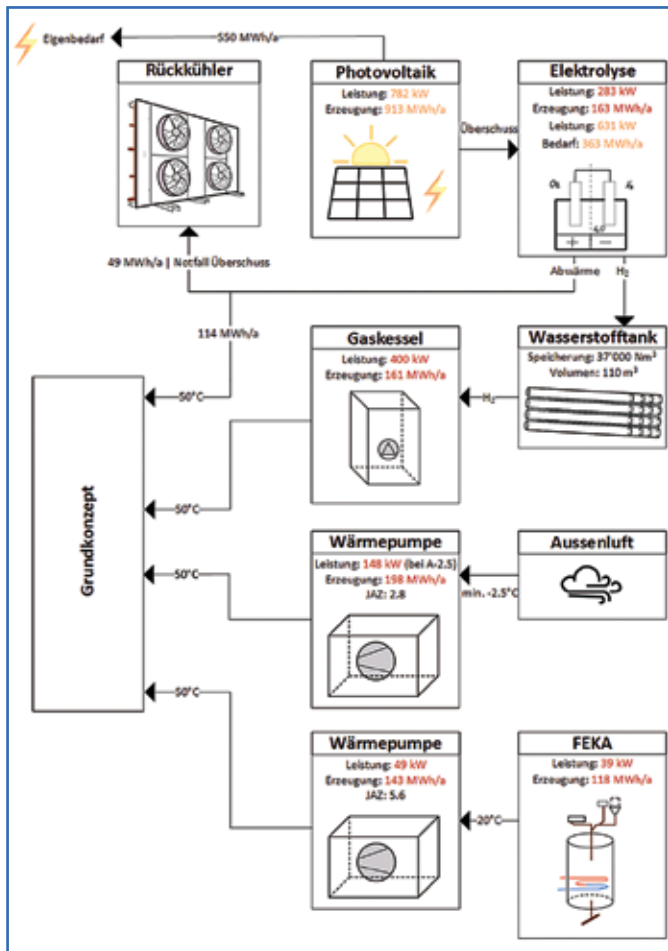 Eigenbedarf
550 MWh/a
Rückkühler
Photovoltaik
Leistung: 782 kW
Erzeugung: 913 MWh/a
Überschuss
Elektrolyse
Leistung: 283 kW
Erzeugung: 163 MWh/a
Leistung: 631 kW
Bedarf: 363 MWh/a
+ −
49 MWh/a | Notfall Überschuss
Abwärme
H₂
114 MWh/a
Gaskessel
Leistung: 400 kW
Erzeugung: 161 MWh/a
H₂
Wasserstofftank
Speicherung: 37'000 Nm³
Volumen: 110 m³
Grundkonzept
50°C
50°C
50°C
50°C
Wärmepumpe
Leistung: 148 kW (bei A-2.5)
Erzeugung: 198 MWh/a
JAZ: 2.8
min. -2.5°C
Aussenluft
Wärmepumpe
Leistung: 49 kW
Erzeugung: 143 MWh/a
JAZ: 5.6
20°C
FEKA
Leistung: 39 kW
Erzeugung: 118 MWh/a